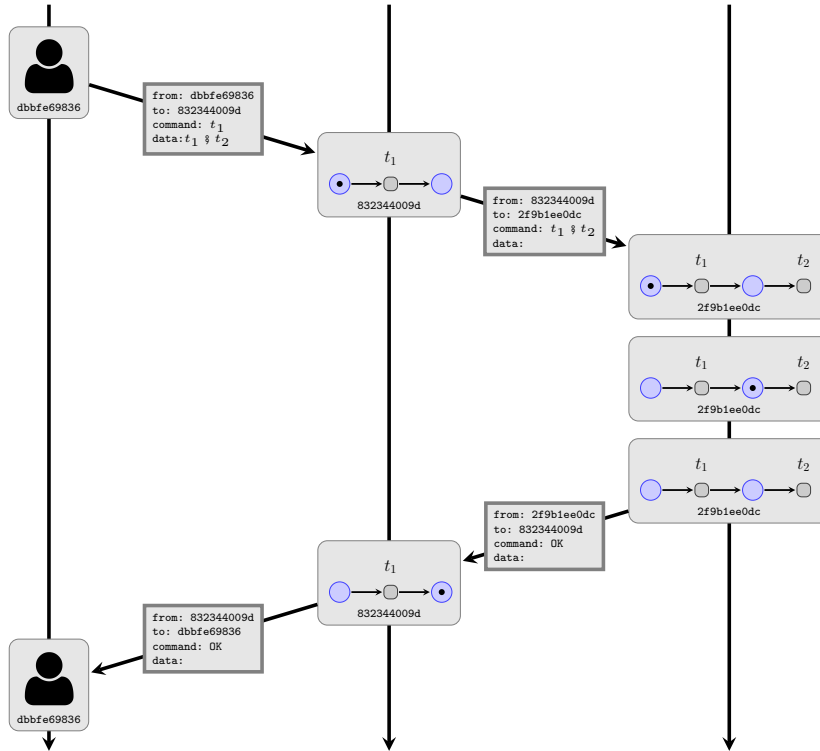 dbbfe69836
from: dbbfe69836
to: 832344009d
command: t₁
data:t₁ ⨾ t₂
t₁
832344009d
from: 832344009d
to: 2f9b1ee0dc
command: t₁ ⨾ t₂
data:
t₁ t₂
2f9b1ee0dc
t₁ t₂
2f9b1ee0dc
t₁ t₂
2f9b1ee0dc
from: 2f9b1ee0dc
to: 832344009d
command: OK
data:
t₁
832344009d
from: 832344009d
to: dbbfe69836
command: OK
data:
dbbfe69836